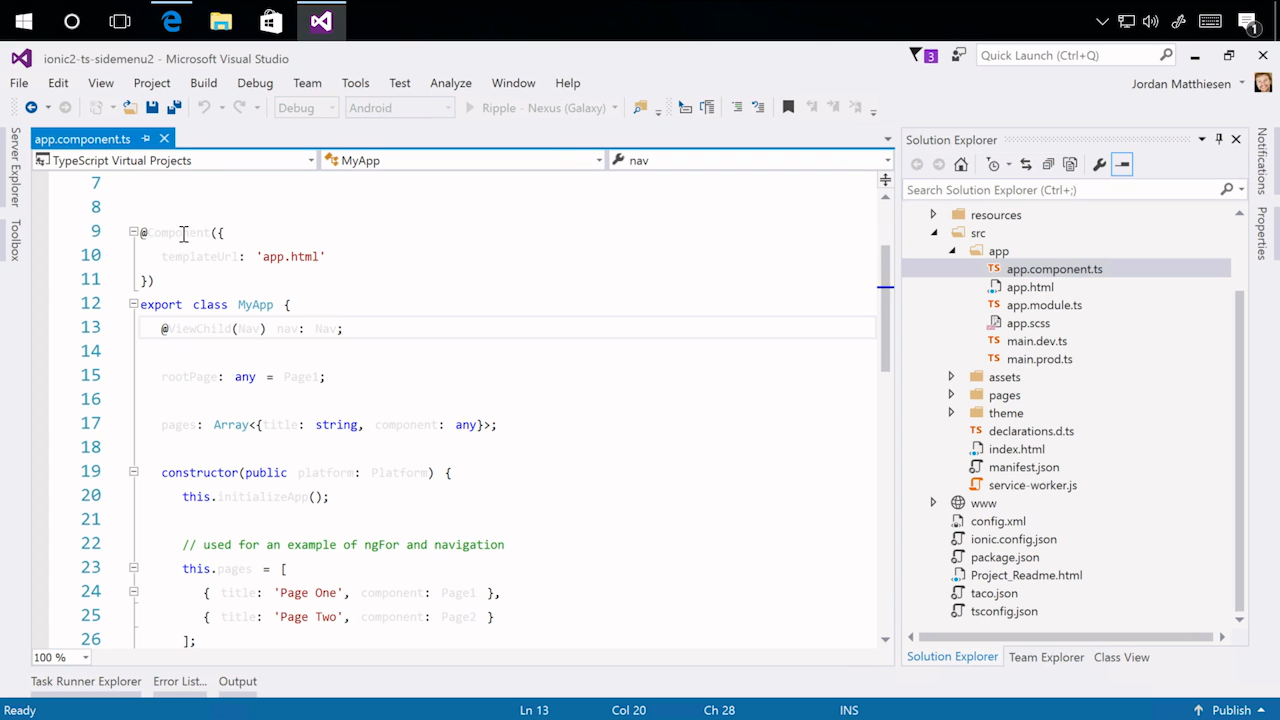 1
ionic2-ts-sidemenu2 - Microsoft Visual Studio
3
Quick Launch (Ctrl+Q)
File Edit View Project Build Debug Team Tools Test Analyze Window Help
Jordan Matthiesen
Debug Android Ripple - Nexus (Galaxy)
Server Explorer
Toolbox
app.component.ts
TypeScript Virtual Projects MyApp nav
7
8
9 @Component({
10 templateUrl: 'app.html'
11 })
12 export class MyApp {
13 @ViewChild(Nav) nav: Nav;
14
15 rootPage: any = Page1;
16
17 pages: Array<{title: string, component: any}>;
18
19 constructor(public platform: Platform) {
20 this.initializeApp();
21
22 // used for an example of ngFor and navigation
23 this.pages = [
24 { title: 'Page One', component: Page1 },
25 { title: 'Page Two', component: Page2 }
26 ];
100 %
Solution Explorer
Search Solution Explorer (Ctrl+;)
resources
src
app
TS app.component.ts
app.html
TS app.module.ts
app.scss
TS main.dev.ts
TS main.prod.ts
assets
pages
theme
TS declarations.d.ts
index.html
manifest.json
service-worker.js
www
config.xml
ionic.config.json
package.json
Project_Readme.html
taco.json
tsconfig.json
Solution Explorer Team Explorer Class View
Notifications
Properties
Task Runner Explorer Error List... Output
Ready Ln 13 Col 20 Ch 28 INS Publish